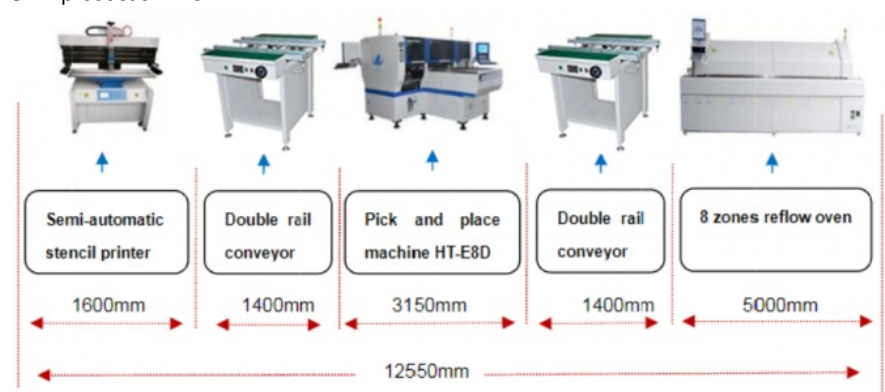 Semi-automatic
stencil printer
Double rail
conveyor
Pick and place
machine HT-E8D
Double rail
conveyor
8 zones reflow oven
1600mm
1400mm
3150mm
1400mm
5000mm
12550mm